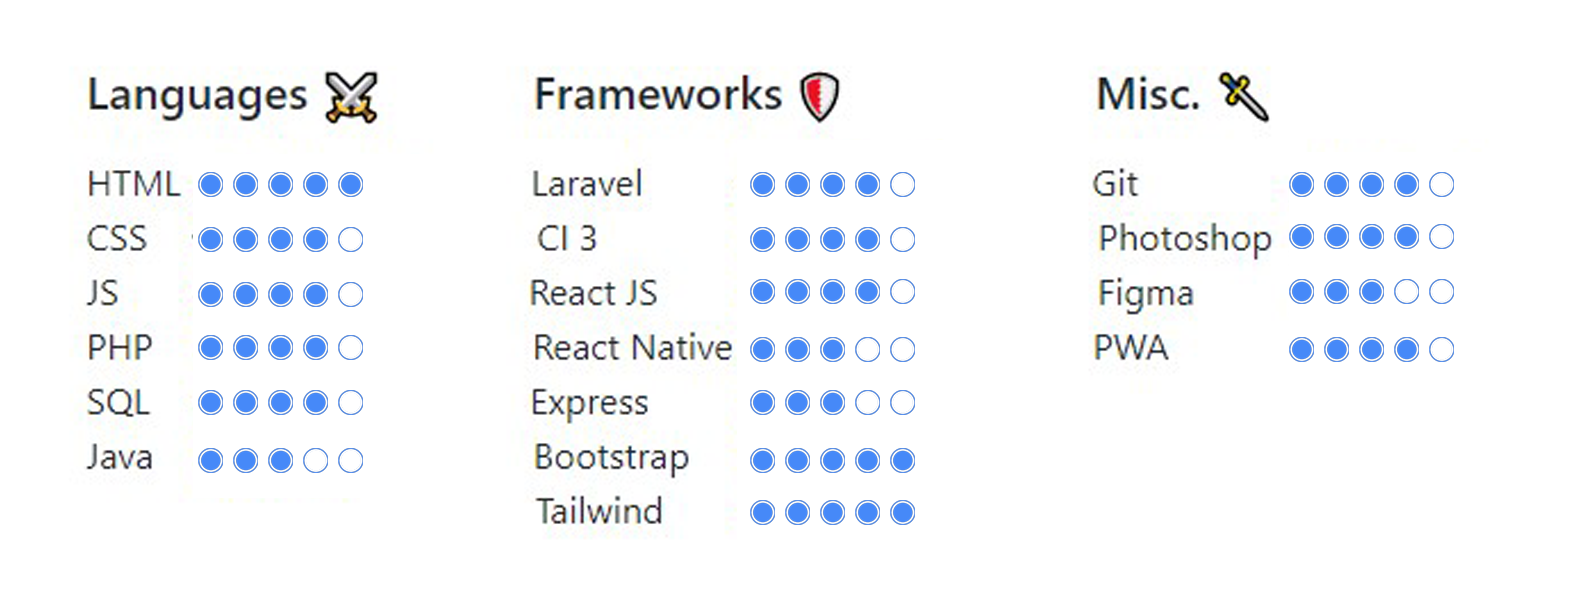 Languages
HTML
CSS
JS
PHP
SQL
Java
Frameworks
Laravel
CI 3
React JS
React Native
Express
Bootstrap
Tailwind
Misc.
Git
Photoshop
Figma
PWA